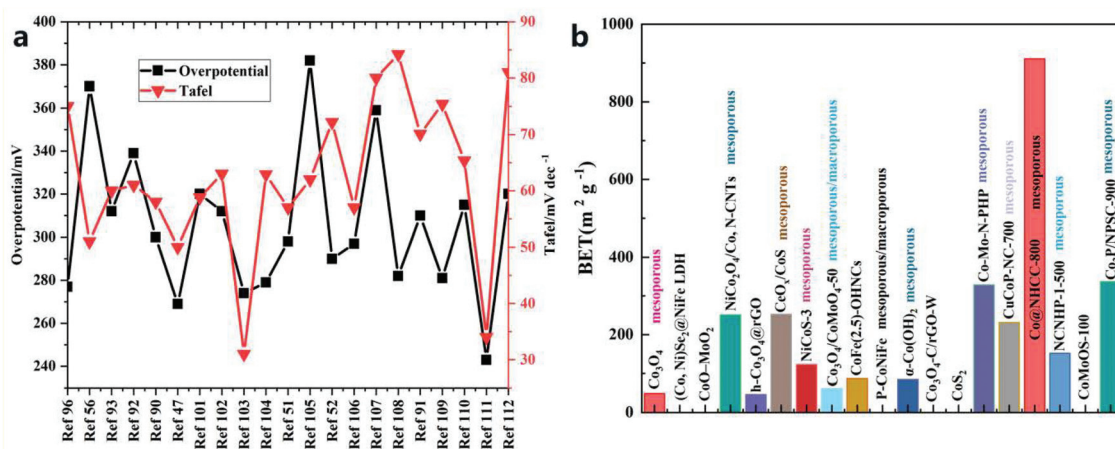 a
Overpotential/mV
400
380
360
340
320
300
280
260
240
Overpotential
Tafel
90
80
70
60
50
40
30
Tafel/mV dec⁻¹
Ref 96
Ref 56
Ref 93
Ref 92
Ref 90
Ref 47
Ref 101
Ref 102
Ref 103
Ref 104
Ref 51
Ref 105
Ref 52
Ref 106
Ref 107
Ref 108
Ref 91
Ref 109
Ref 110
Ref 111
Ref 112
b
BET(m² g⁻¹)
1000
800
600
400
200
0
Co₃O₄ mesoporous
(Co, Ni)Se₂@NiFe LDH
CoO–MoO₂
NiCo₂O₄/Co, N-CNTs mesoporous
h-Co₃O₄@rGO
CeOₓ/CoS mesoporous
NiCoS-3 mesoporous
Co₃O₄/CoMoO₄-50 mesoporous/macroporous
CoFe(2.5)-OHNCs
P-CoNiFe mesoporous/macroporous
α-Co(OH)₂ mesoporous
Co₃O₄-C/rGO-W
CoS₂
Co-Mo-N-PHP mesoporous
CuCoP-NC-700 mesoporous
Co@NHCC-800 mesoporous
NCNHP-1-500 mesoporous
CoMoOS-100
Co₂P/NPSC-900 mesoporous